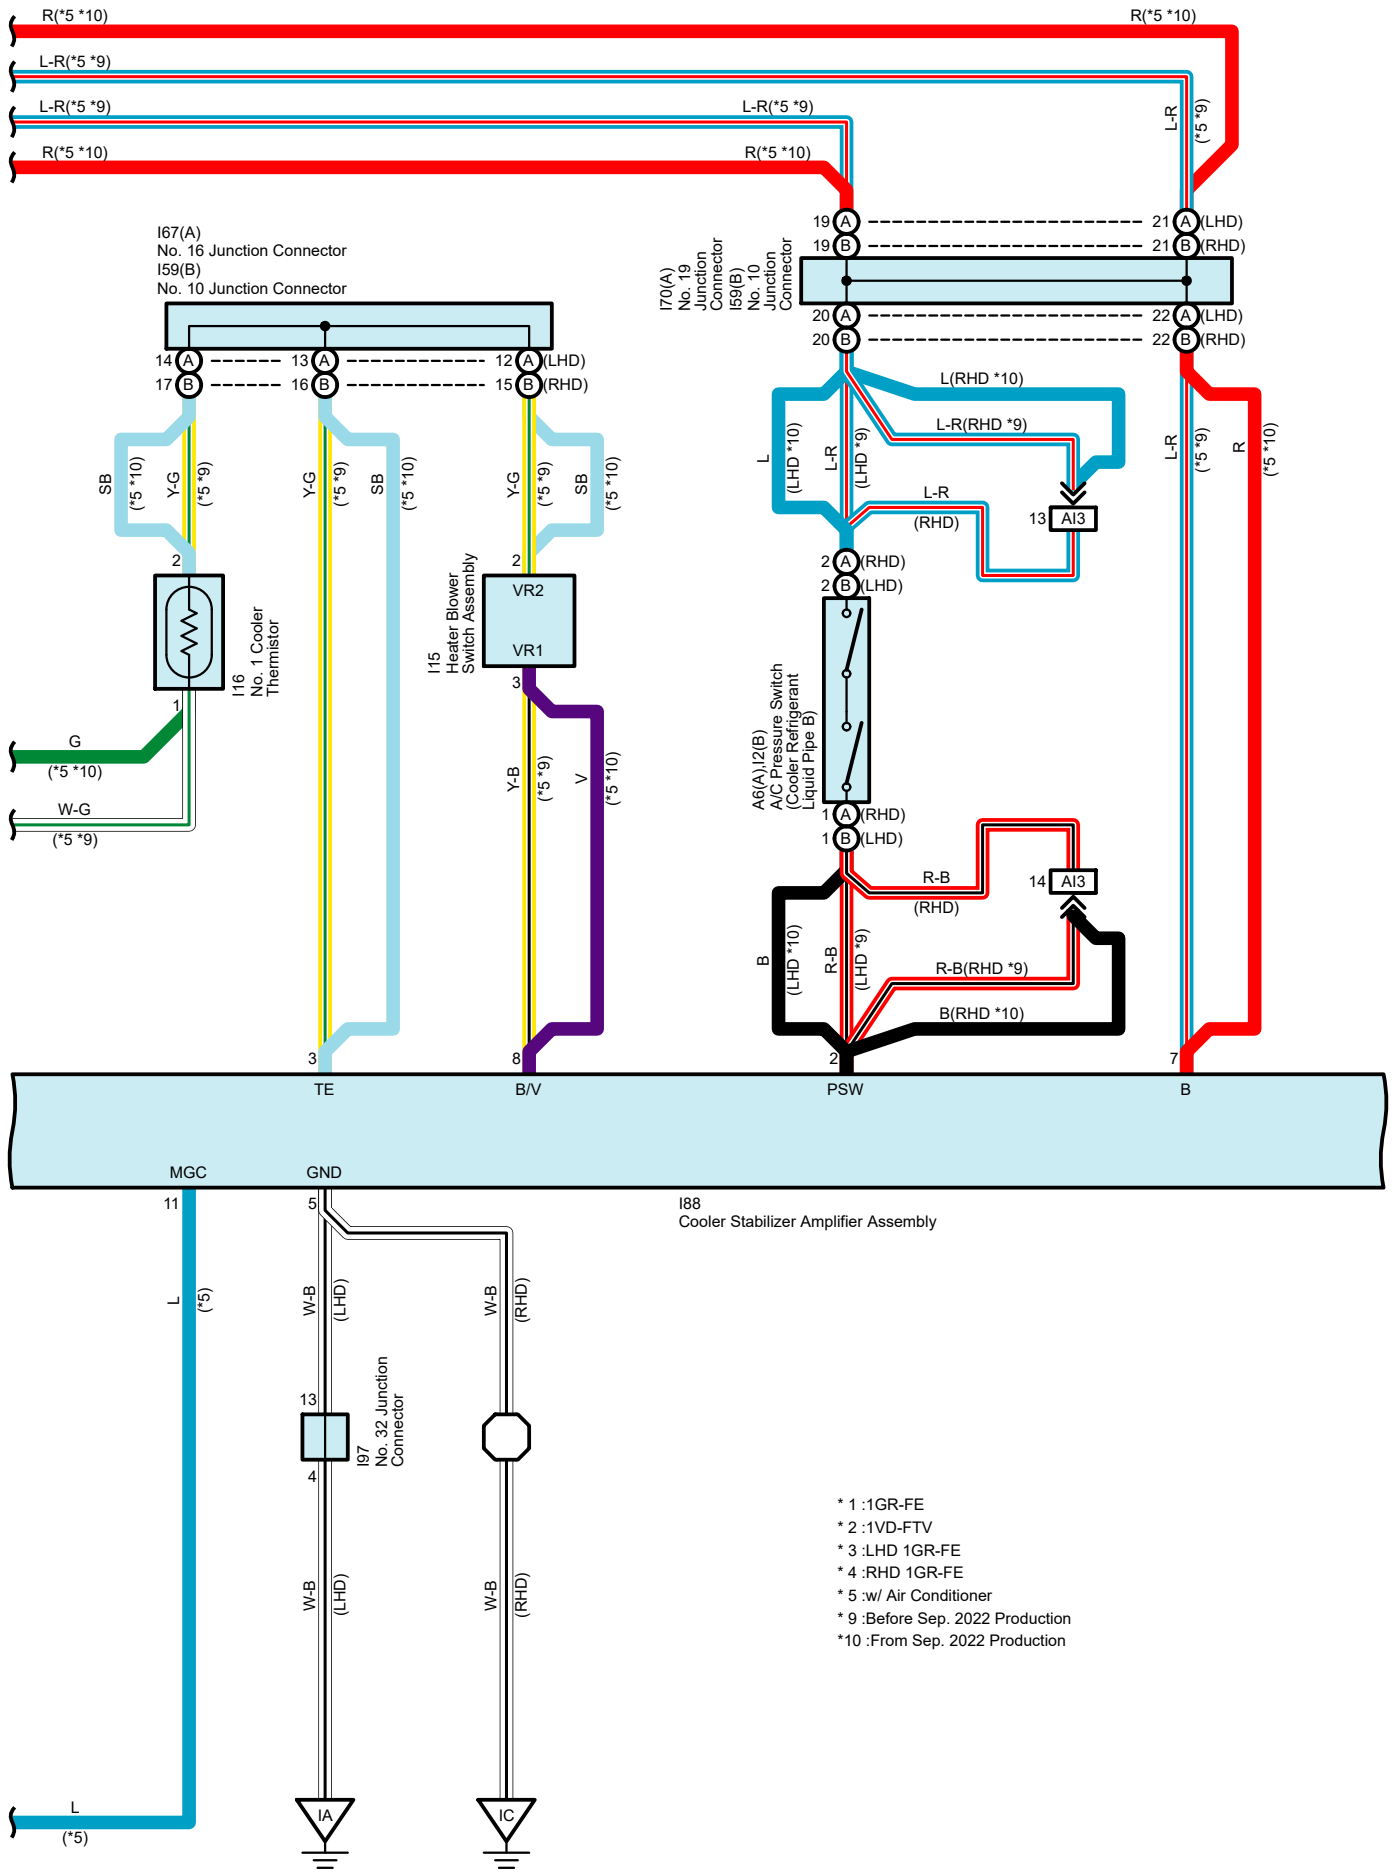 R(*5 *10)
R(*5 *10)
L-R(*5 *9)
L-R(*5 *9)
L-R(*5 *9)
R(*5 *10)
R(*5 *10)
L-R
(*5 *9)
I67(A)
No. 16 Junction Connector
I59(B)
No. 10 Junction Connector
14 A
13 A
12 A (LHD)
17 B
16 B
15 B (RHD)
I70(A)
No. 19
Junction
Connector
I59(B)
No. 10
Junction
Connector
19 A
21 A (LHD)
19 B
21 B (RHD)
20 A
22 A (LHD)
20 B
22 B (RHD)
SB
(*5 *10)
Y-G
(*5 *9)
Y-G
(*5 *9)
SB
(*5 *10)
Y-G
(*5 *9)
SB
(*5 *10)
L
(LHD *10)
L-R
(LHD *9)
L(RHD *10)
L-R(RHD *9)
L-R
(RHD)
13 AI3
L-R
(*5 *9)
R
(*5 *10)
2
I16
No. 1 Cooler
Thermistor
1
G
(*5 *10)
W-G
(*5 *9)
2
VR2
VR1
I15
Heater Blower
Switch Assembly
3
Y-B
(*5 *9)
V
(*5 *10)
2 A (RHD)
2 B (LHD)
A6(A),I2(B)
A/C Pressure Switch
(Cooler Refrigerant
Liquid Pipe B)
1 A (RHD)
1 B (LHD)
R-B
(RHD)
14 AI3
B
(LHD *10)
R-B
(LHD *9)
R-B(RHD *9)
B(RHD *10)
3
8
2
7
TE
B/V
PSW
B
MGC
GND
11
5
I88
Cooler Stabilizer Amplifier Assembly
L
(*5)
W-B
(LHD)
W-B
(RHD)
13
4
I97
No. 32 Junction
Connector
W-B
(LHD)
W-B
(RHD)
* 1 :1GR-FE
* 2 :1VD-FTV
* 3 :LHD 1GR-FE
* 4 :RHD 1GR-FE
* 5 :w/ Air Conditioner
* 9 :Before Sep. 2022 Production
*10 :From Sep. 2022 Production
L
(*5)
IA
IC